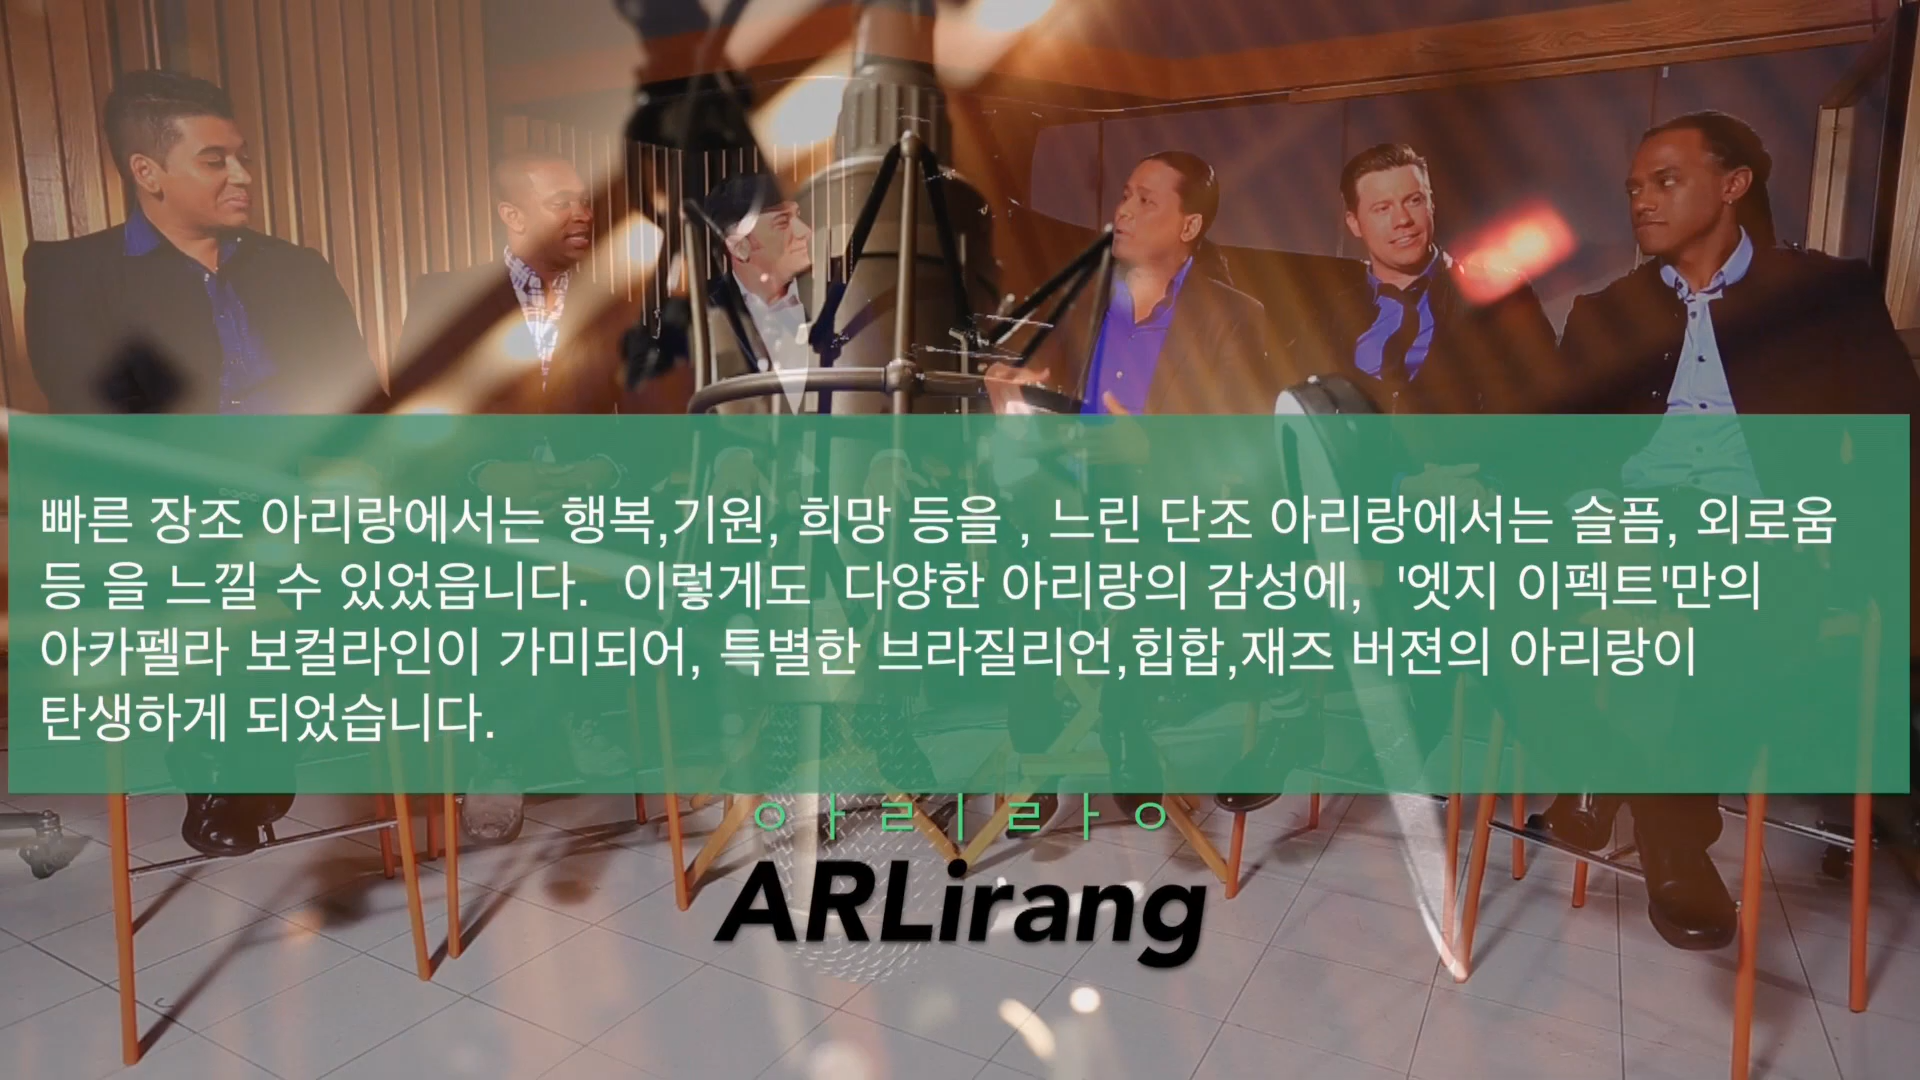 빠른 장조 아리랑에서는 행복,기원, 희망 등을 , 느린 단조 아리랑에서는 슬픔, 외로움
등 을 느낄 수 있었읍니다.  이렇게도  다양한 아리랑의 감성에,  '엣지 이펙트'만의
아카펠라 보컬라인이 가미되어, 특별한 브라질리언,힙합,재즈 버젼의 아리랑이
탄생하게 되었습니다.
ㅇㅏㄹㅣㄹㅏㅇ
ARLirang